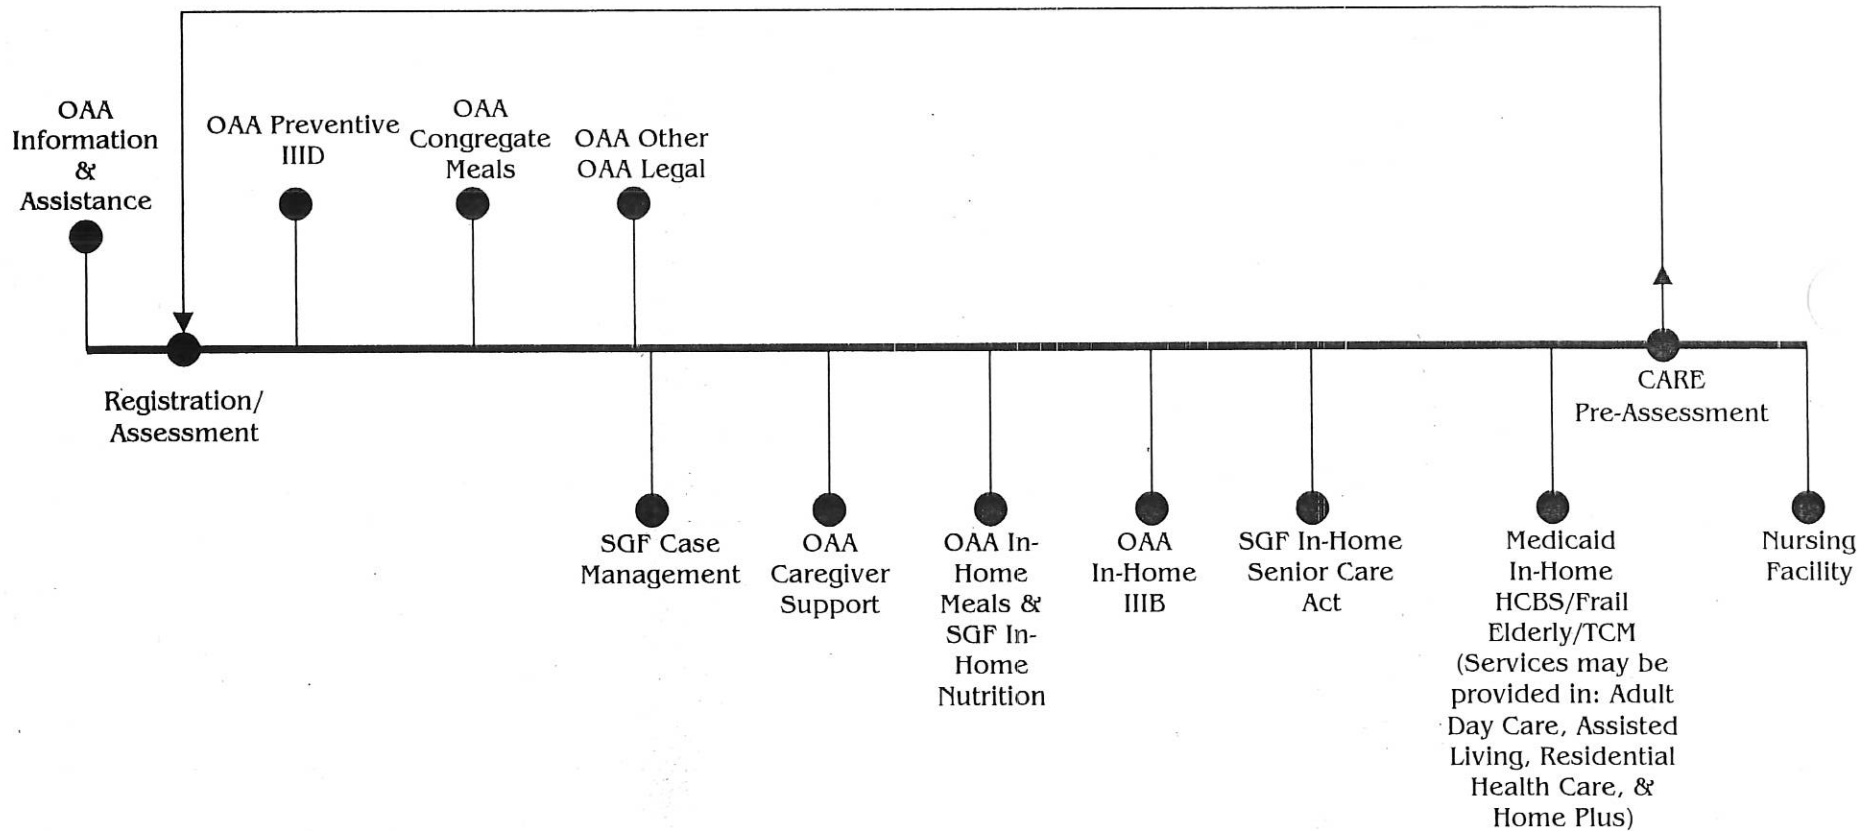 OAA
Information
&
Assistance
OAA Preventive
IIID
OAA
Congregate
Meals
OAA Other
OAA Legal
Registration/
Assessment
CARE
Pre-Assessment
SGF Case
Management
OAA
Caregiver
Support
OAA In-
Home
Meals &
SGF In-
Home
Nutrition
OAA
In-Home
IIIB
SGF In-Home
Senior Care
Act
Medicaid
In-Home
HCBS/Frail
Elderly/TCM
(Services may be
provided in: Adult
Day Care, Assisted
Living, Residential
Health Care, &
Home Plus)
Nursing
Facility